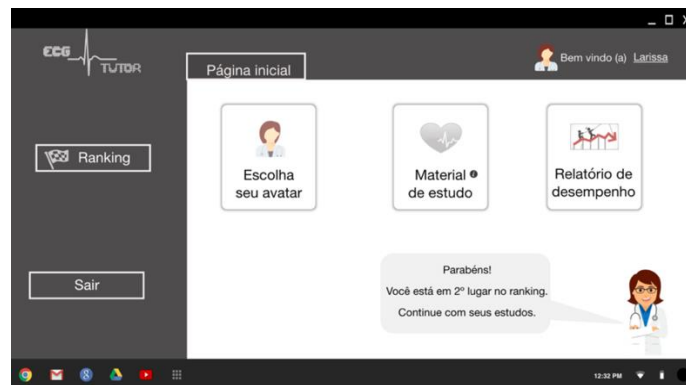 ECG
TUTOR
Página inicial
Bem vindo (a) Larissa
Ranking
Sair
Escolha
seu avatar
Material
de estudo
Relatório de
desempenho
Parabéns!
Você está em 2º lugar no ranking.
Continue com seus estudos.
12:32 PM